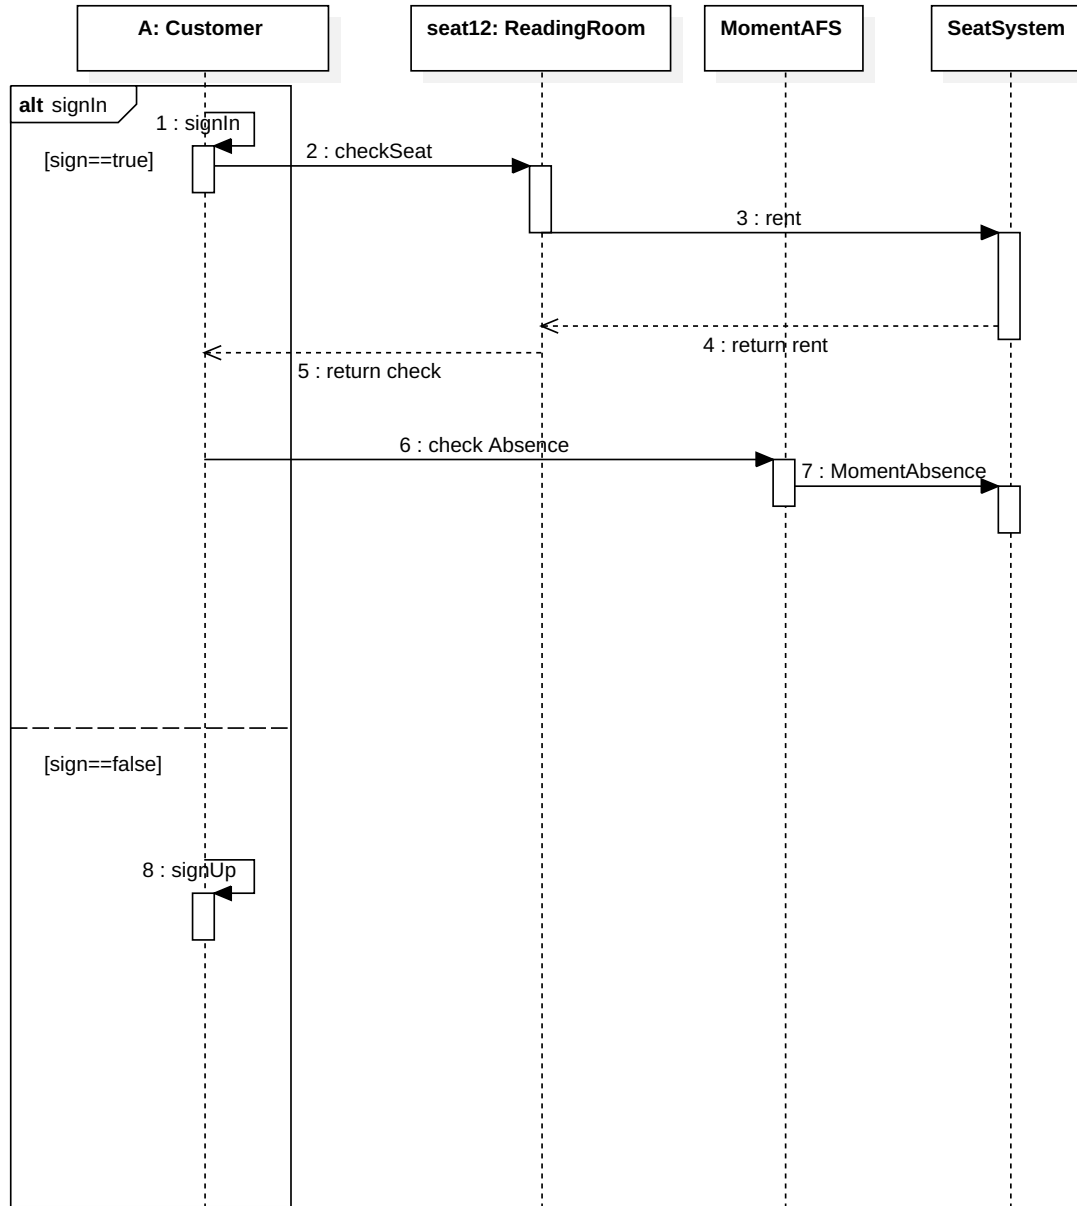 A: Customer
seat12: ReadingRoom
MomentAFS
SeatSystem
alt signIn
1 : signIn
[sign==true]
2 : checkSeat
3 : rent
4 : return rent
5 : return check
6 : check Absence
7 : MomentAbsence
[sign==false]
8 : signUp